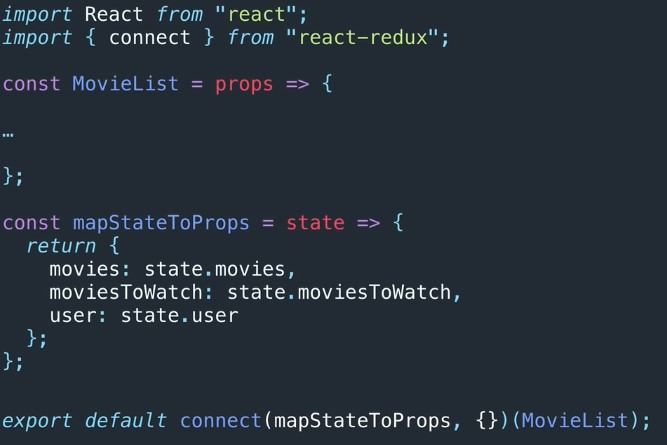 import React from "react";
import { connect } from "react-redux";
const MovieList = props => {
…
};
const mapStateToProps = state => {
  return {
    movies: state.movies,
    moviesToWatch: state.moviesToWatch,
    user: state.user
  };
};
export default connect(mapStateToProps, {})(MovieList);